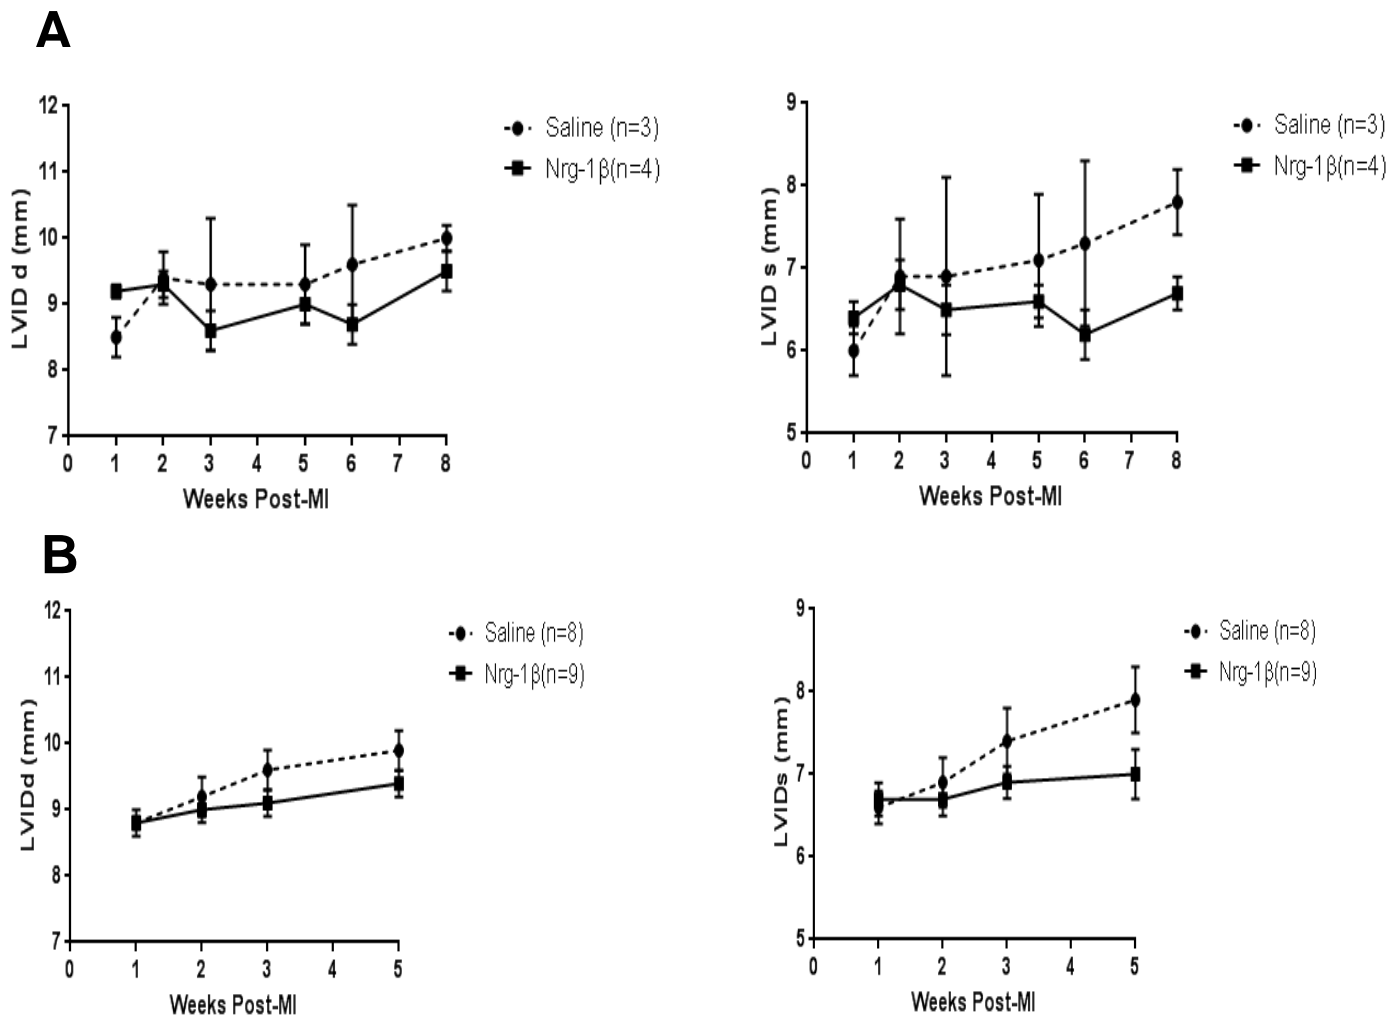 A
LVID d (mm)
12
11
10
9
8
7
0 1 2 3 4 5 6 7 8
Weeks Post-MI
Saline (n=3)
Nrg-1β(n=4)
LVID s (mm)
9
8
7
6
5
0 1 2 3 4 5 6 7 8
Weeks Post-MI
Saline (n=3)
Nrg-1β(n=4)
B
LVIDd (mm)
12
11
10
9
8
7
0 1 2 3 4 5
Weeks Post-MI
Saline (n=8)
Nrg-1β(n=9)
LVIDs (mm)
9
8
7
6
5
0 1 2 3 4 5
Weeks Post-MI
Saline (n=8)
Nrg-1β(n=9)